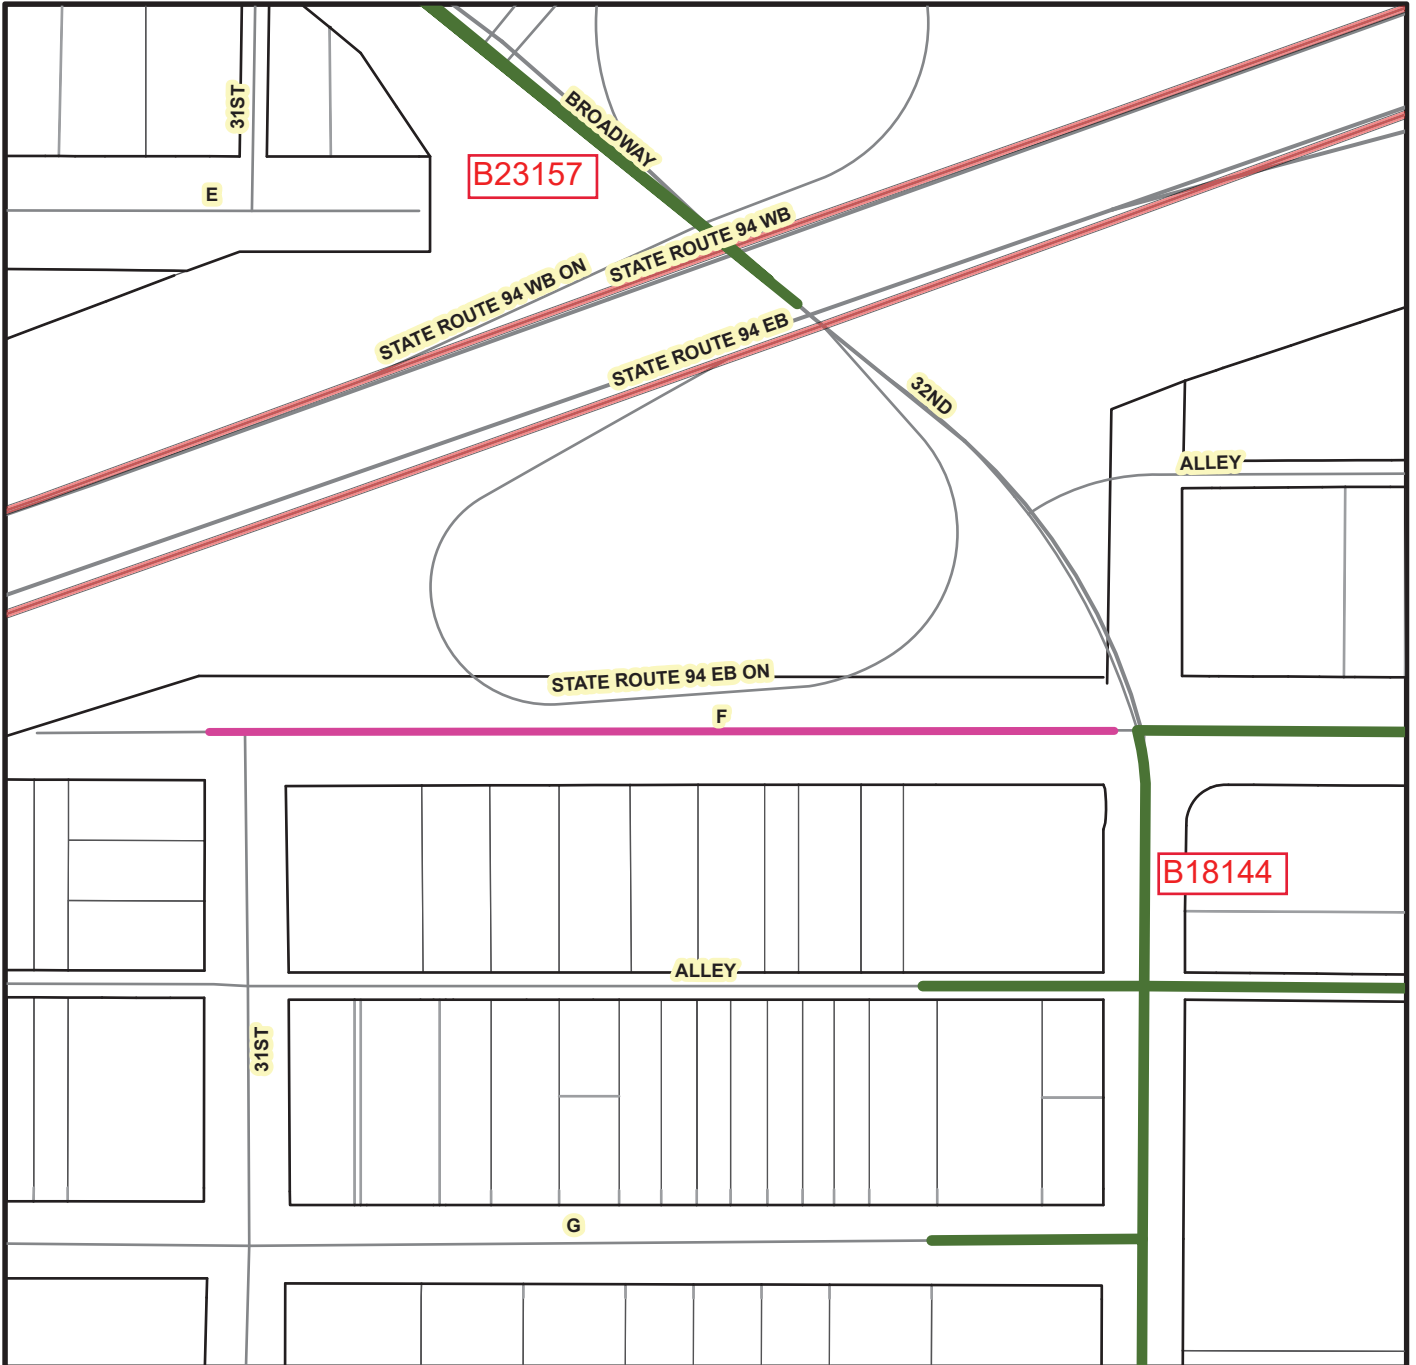 31ST
BROADWAY
B23157
E
STATE ROUTE 94 WB
STATE ROUTE 94 WB ON
STATE ROUTE 94 EB
32ND
ALLEY
STATE ROUTE 94 EB ON
F
B18144
ALLEY
31ST
G